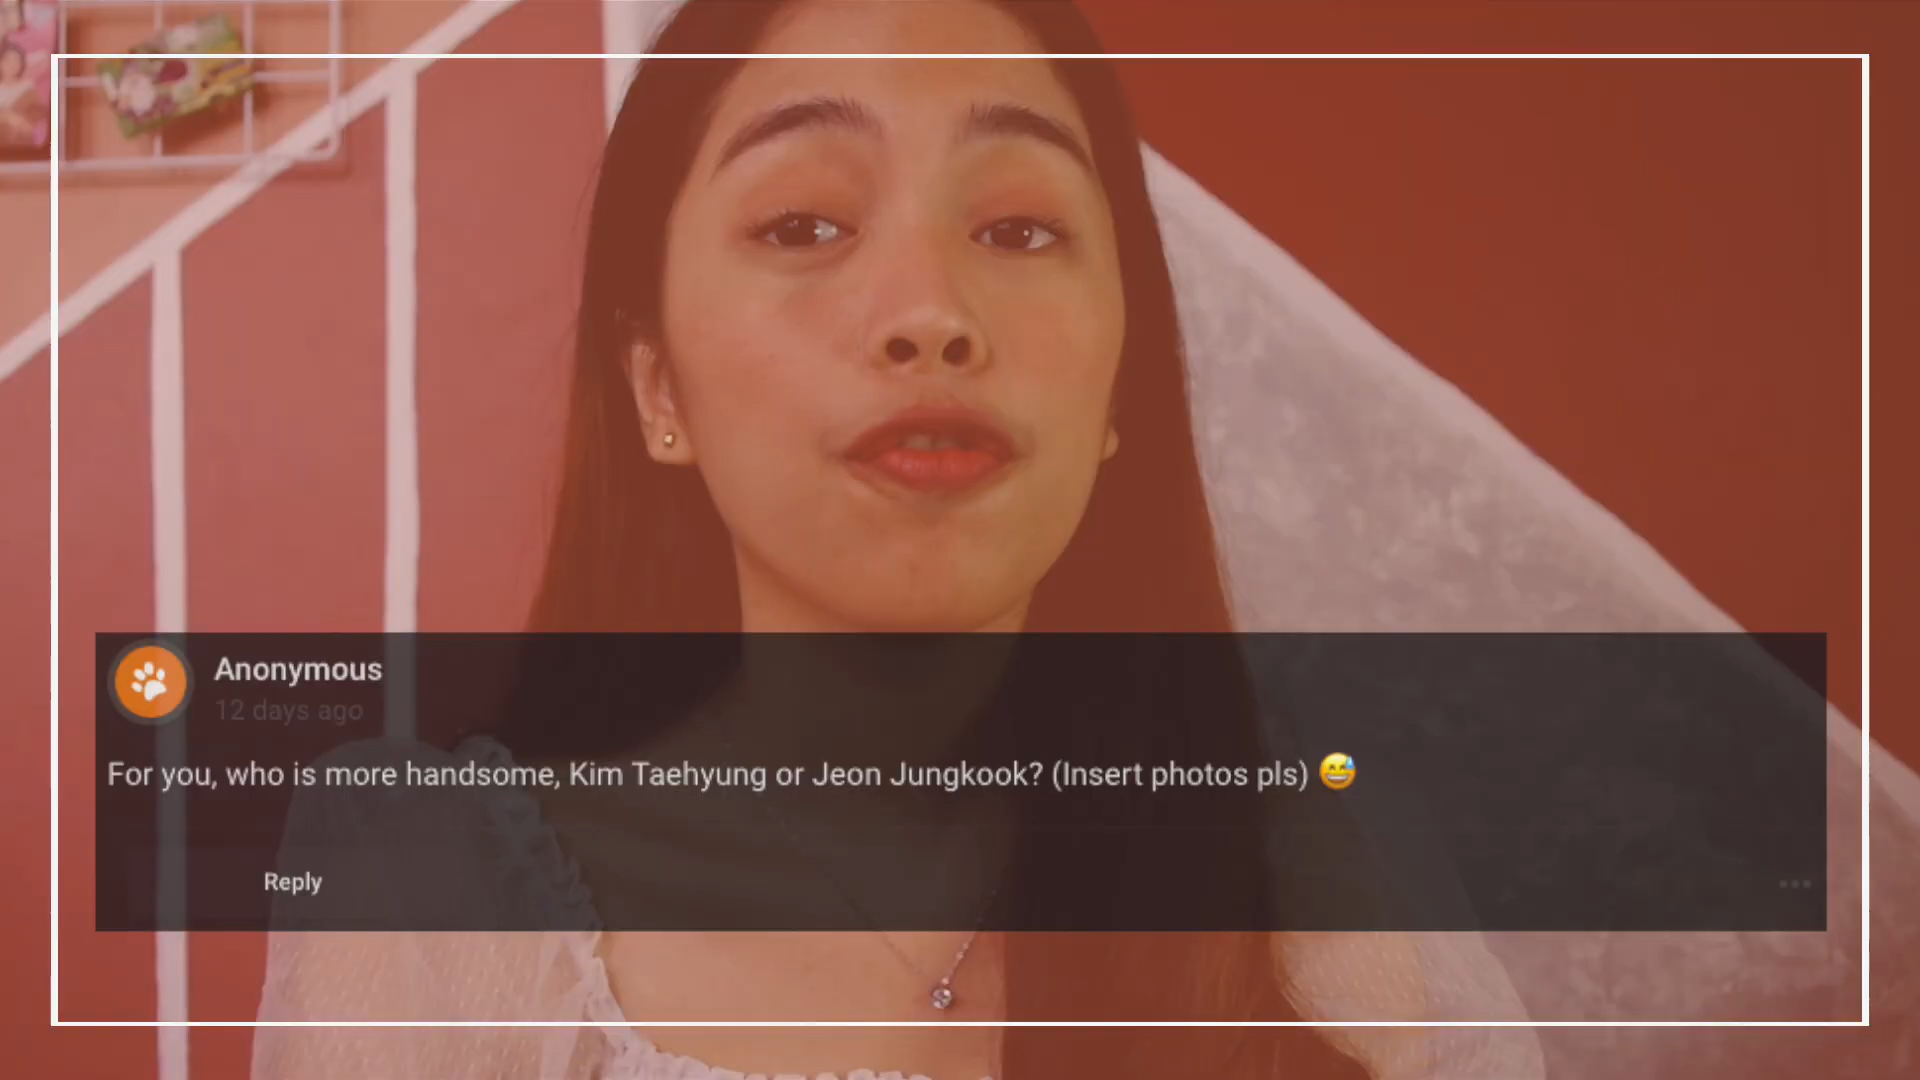 Anonymous
12 days ago
For you, who is more handsome, Kim Taehyung or Jeon Jungkook? (Insert photos pls) 😅
Reply